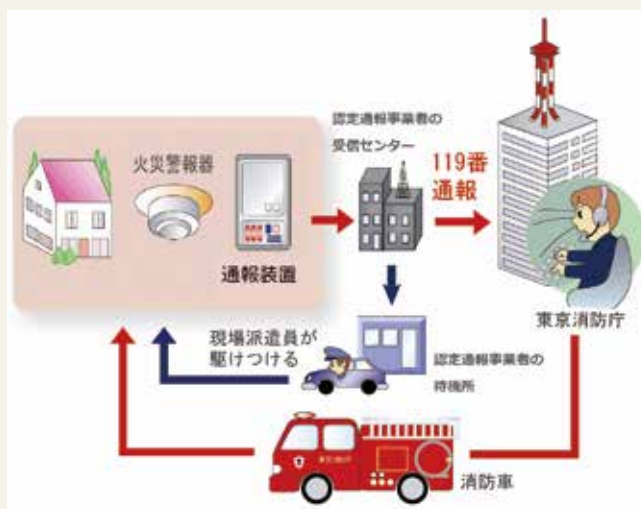 認定通報事業者の
受信センター
119番
通報
火災警報器
通報装置
東京消防庁
現場派遣員が
駆けつける
認定通報事業者の
待機所
消防車